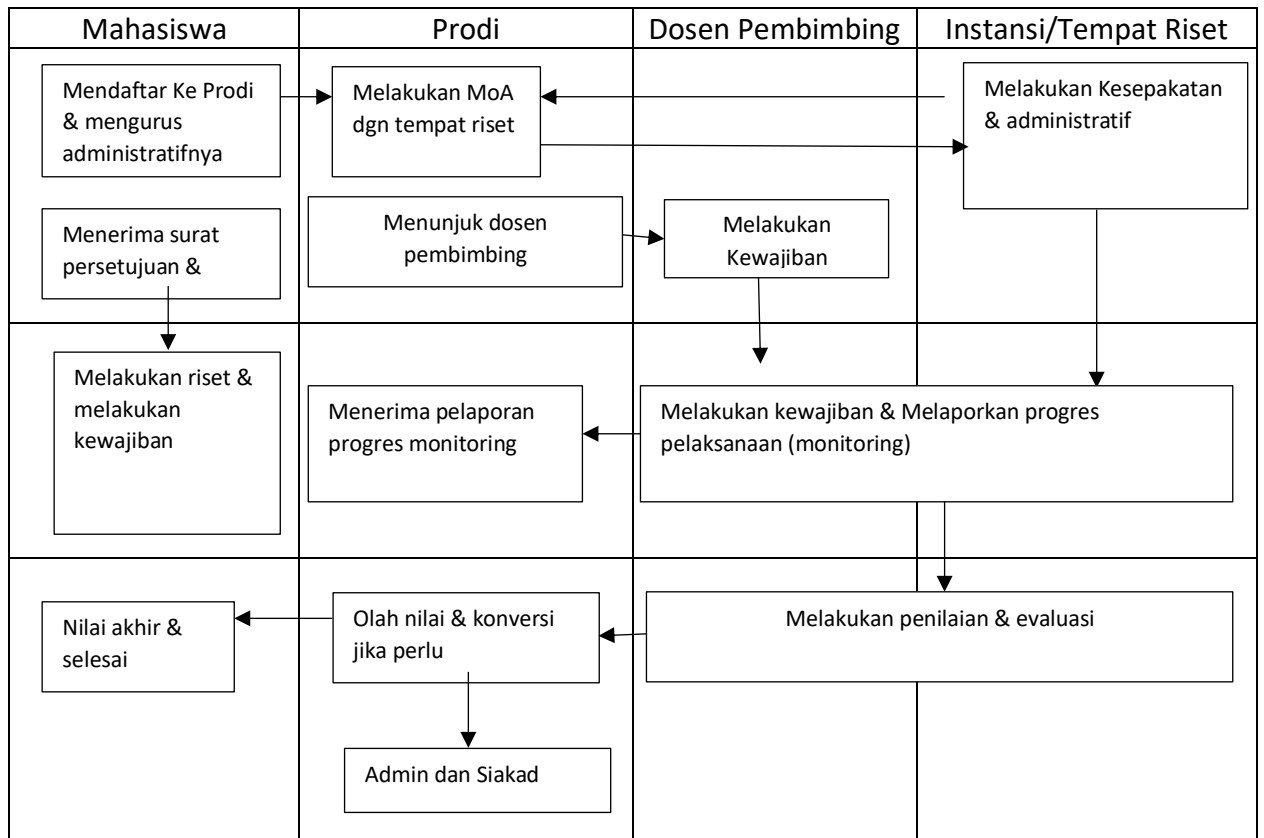 Mahasiswa
Prodi
Dosen Pembimbing
Instansi/Tempat Riset
Mendaftar Ke Prodi
& mengurus
administratifnya
Melakukan MoA
dgn tempat riset
Melakukan Kesepakatan
& administratif
Menerima surat
persetujuan &
Menunjuk dosen
pembimbing
Melakukan
Kewajiban
Melakukan riset &
melakukan
kewajiban
Menerima pelaporan
progres monitoring
Melakukan kewajiban & Melaporkan progres
pelaksanaan (monitoring)
Nilai akhir &
selesai
Olah nilai & konversi
jika perlu
Melakukan penilaian & evaluasi
Admin dan Siakad